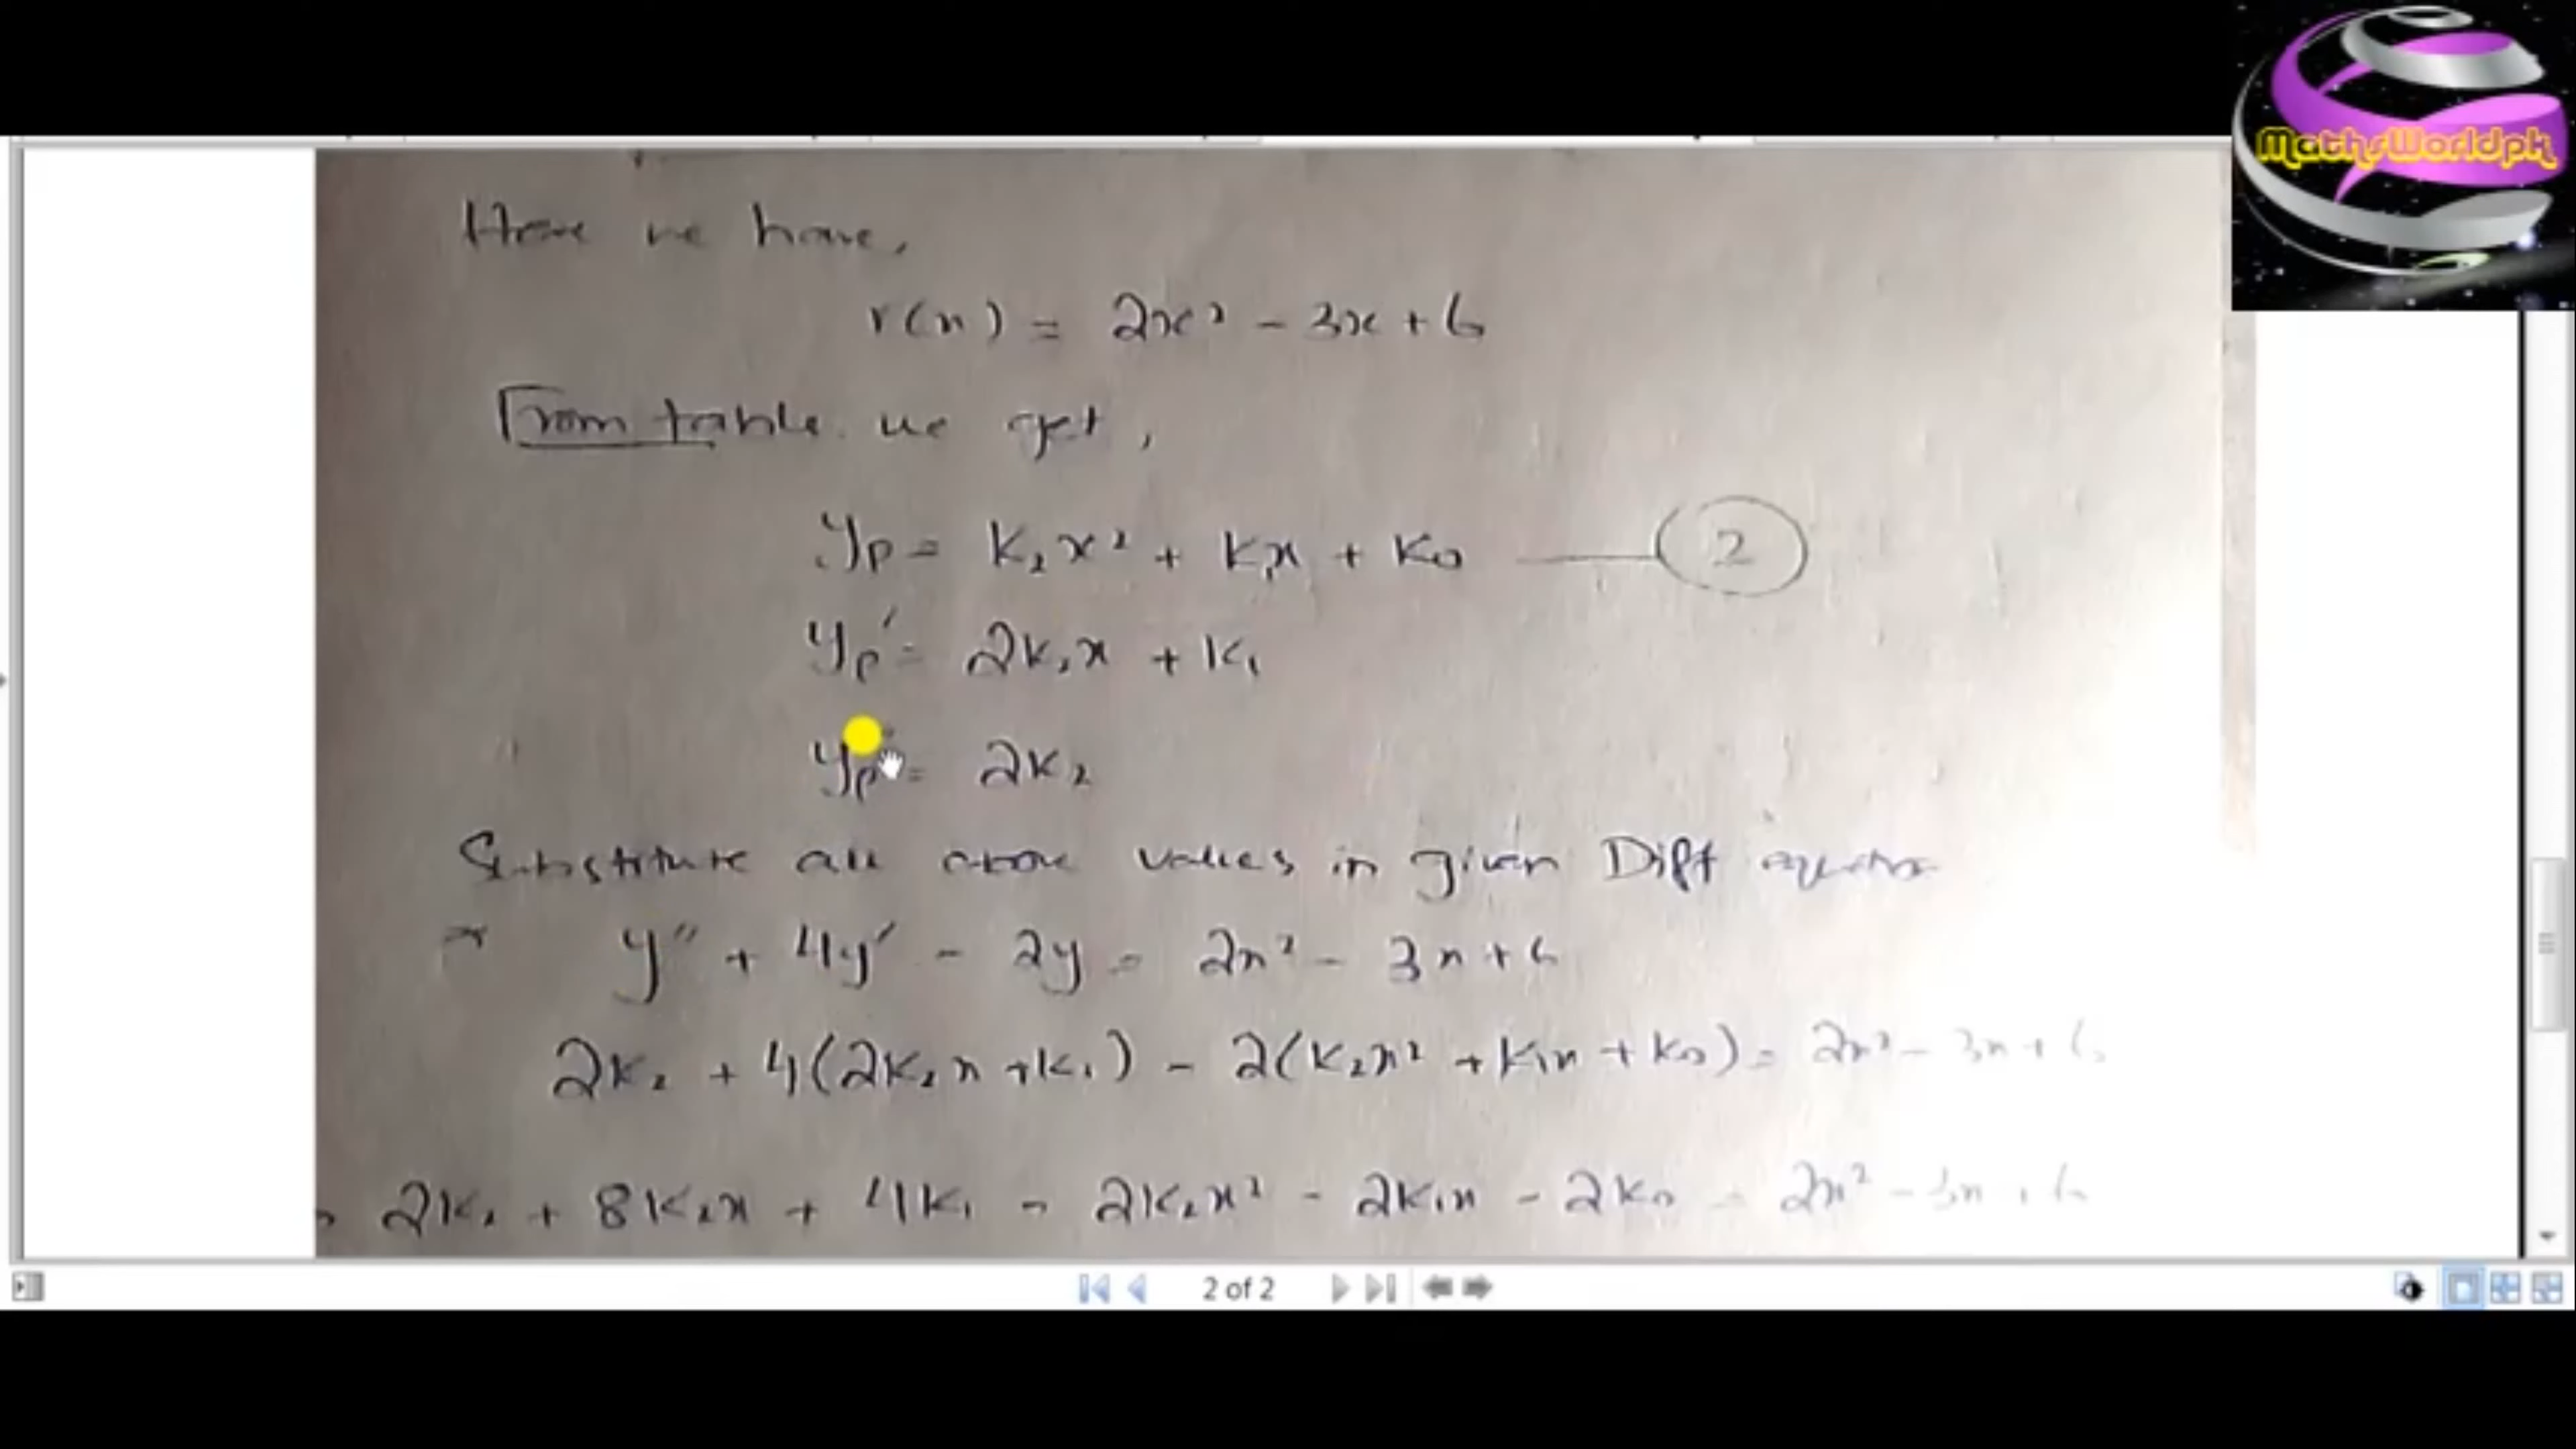 MathsWorldpk
Here we have,
r(x) = 2x² - 3x + 6
From table we get,
yp = K₂x² + K₁x + K₀ — 2
yp' = 2K₂x + K₁
yp'' = 2K₂
Substitute all above values in given Diff equation
y'' + 4y' - 2y = 2x² - 3x + 6
2K₂ + 4(2K₂x + K₁) - 2(K₂x² + K₁x + K₀) = 2x² - 3x + 6
2K₂ + 8K₂x + 4K₁ - 2K₂x² - 2K₁x - 2K₀ = 2x² - 3x + 6
2 of 2